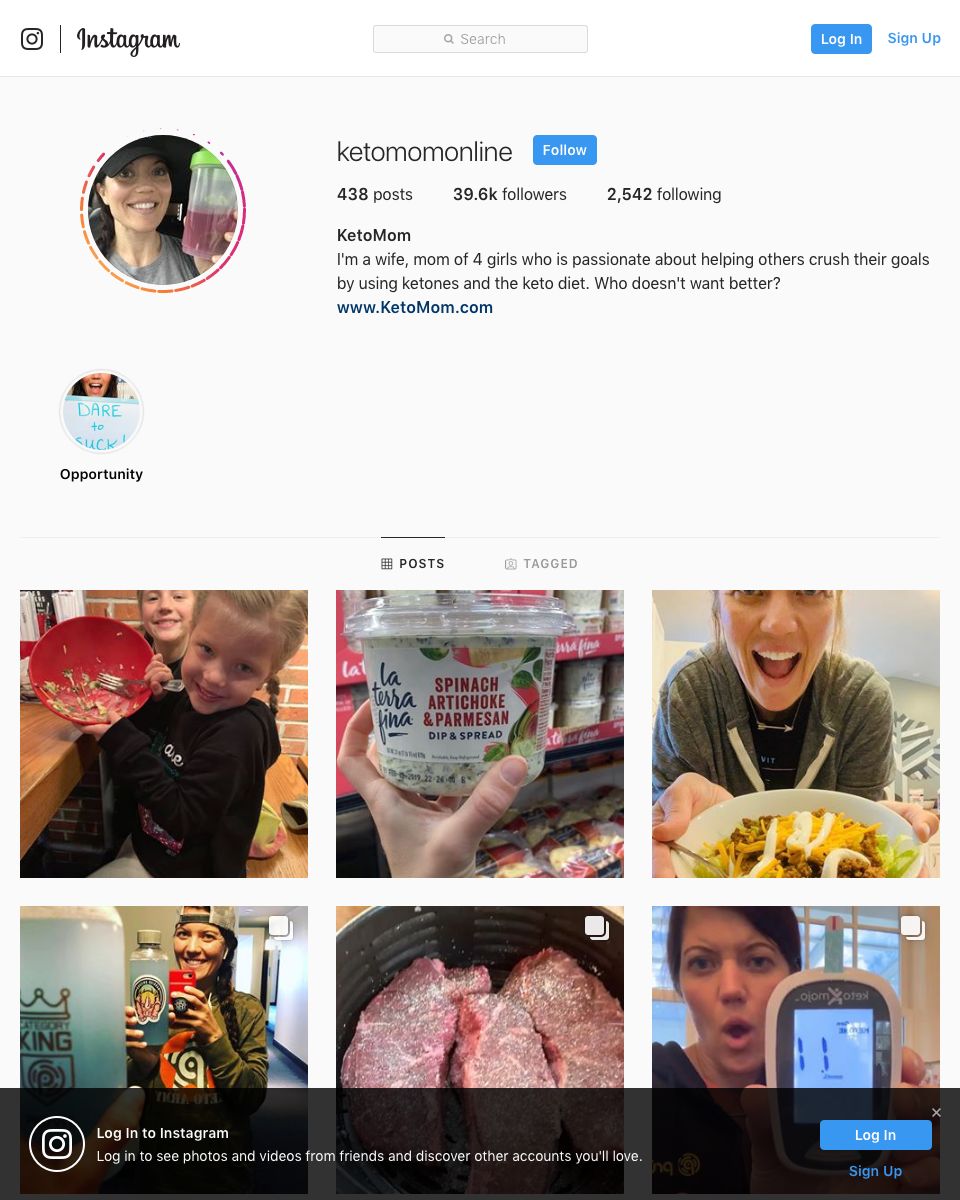 Instagram
Search
Log In
Sign Up
ketomomonline
Follow
438 posts
39.6k followers
2,542 following
KetoMom
I'm a wife, mom of 4 girls who is passionate about helping others crush their goals
by using ketones and the keto diet. Who doesn't want better?
www.KetoMom.com
DARE
to
SUCK!
Opportunity
POSTS
TAGGED
la
terra
fina
SPINACH
ARTICHOKE
& PARMESAN
DIP & SPREAD
VIT
CATEGORY
KING
keto mojo
Log In to Instagram
Log in to see photos and videos from friends and discover other accounts you'll love.
Log In
Sign Up